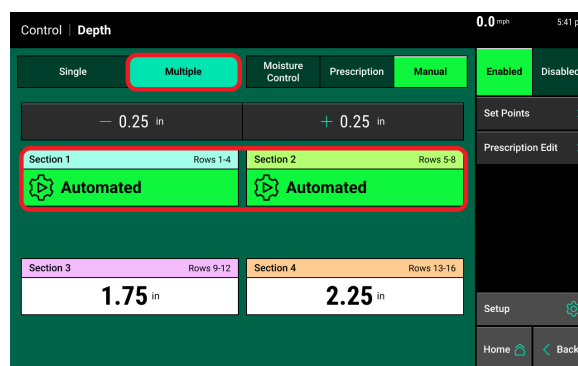 Control | Depth
0.0 mph 5:41 p
Single Multiple Moisture Control Prescription Manual Enabled Disabled
− 0.25 in + 0.25 in
Set Points
Prescription Edit
Section 1 Rows 1-4 Section 2 Rows 5-8
Automated Automated
Section 3 Rows 9-12 Section 4 Rows 13-16
1.75 in 2.25 in
Setup
Home < Back